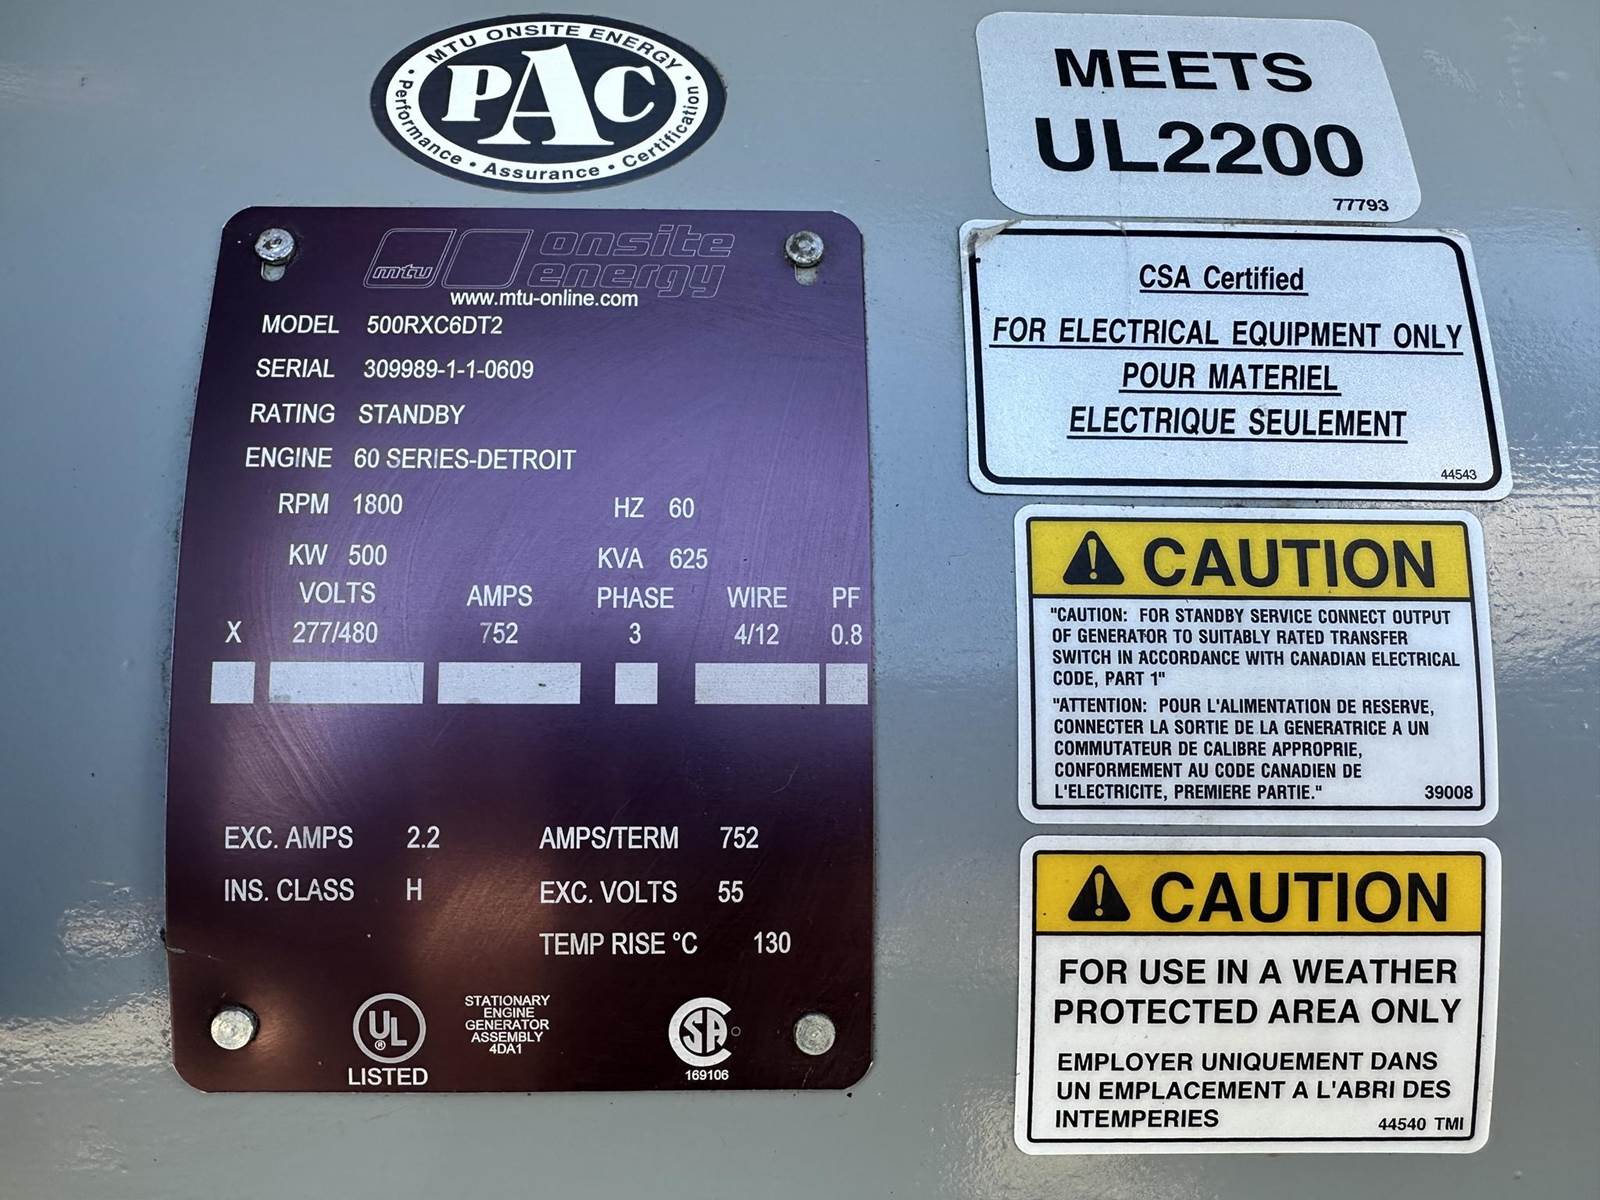 MTU ONSITE ENERGY
PAC
Performance • Assurance • Certification
MEETS
UL2200
77793
mtu onsite energy
www.mtu-online.com
MODEL 500RXC6DT2
SERIAL 309989-1-1-0609
RATING STANDBY
ENGINE 60 SERIES-DETROIT
RPM 1800 HZ 60
KW 500 KVA 625
VOLTS AMPS PHASE WIRE PF
X 277/480 752 3 4/12 0.8
EXC. AMPS 2.2 AMPS/TERM 752
INS. CLASS H EXC. VOLTS 55
TEMP RISE °C 130
UL ®
LISTED
STATIONARY
ENGINE
GENERATOR
ASSEMBLY
4DA1
CSA
169106
CSA Certified
FOR ELECTRICAL EQUIPMENT ONLY
POUR MATERIEL
ELECTRIQUE SEULEMENT
44543
CAUTION
"CAUTION: FOR STANDBY SERVICE CONNECT OUTPUT
OF GENERATOR TO SUITABLY RATED TRANSFER
SWITCH IN ACCORDANCE WITH CANADIAN ELECTRICAL
CODE, PART 1"
"ATTENTION: POUR L'ALIMENTATION DE RESERVE,
CONNECTER LA SORTIE DE LA GENERATRICE A UN
COMMUTATEUR DE CALIBRE APPROPRIE,
CONFORMEMENT AU CODE CANADIEN DE
L'ELECTRICITE, PREMIERE PARTIE." 39008
CAUTION
FOR USE IN A WEATHER
PROTECTED AREA ONLY
EMPLOYER UNIQUEMENT DANS
UN EMPLACEMENT A L'ABRI DES
INTEMPERIES 44540 TMI